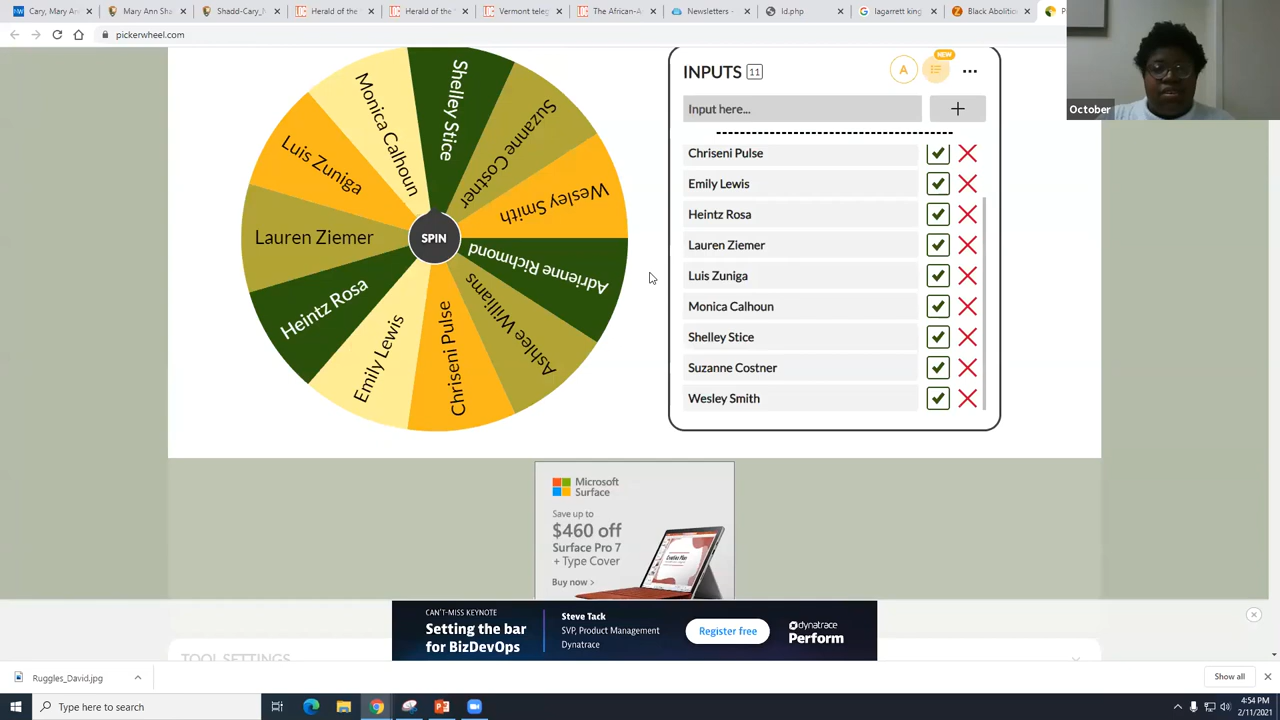 Cary, Mary Ann
Mary Ann Sha
Shadd-Cary_M
Herald of the
Herald of the
Vermont teleg
The African-A
Newsletters -
Id.php
lagarrett king
Black Abolitic
pickerwheel.com
October
Shelley Stice
Suzanne Costner
Wesley Smith
Adrienne Richmond
Ashlee Williams
Chriseni Pulse
Emily Lewis
Heintz Rosa
Lauren Ziemer
Luis Zuniga
Monica Calhoun
SPIN
INPUTS 11
A
NEW
Input here...
Chriseni Pulse
Emily Lewis
Heintz Rosa
Lauren Ziemer
Luis Zuniga
Monica Calhoun
Shelley Stice
Suzanne Costner
Wesley Smith
Microsoft
Surface
Save up to
$460 off
Surface Pro 7
+ Type Cover
Buy now >
CAN'T-MISS KEYNOTE
Setting the bar
for BizDevOps
Steve Tack
SVP, Product Management
Dynatrace
Register free
dynatrace
Perform
TOOL SETTINGS
Ruggles_David.jpg
Show all
Type here to search
4:54 PM
2/11/2021